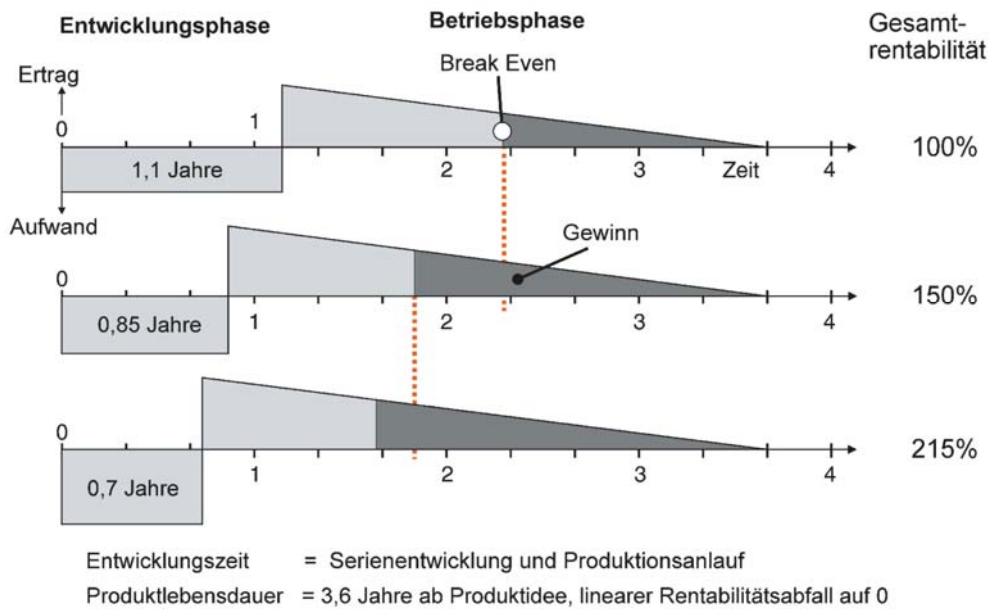 Entwicklungsphase
Betriebsphase
Gesamt-
rentabilität
Break Even
Ertrag
0
1
1,1 Jahre
2
3
Zeit
4
100%
Aufwand
Gewinn
0
0,85 Jahre
1
2
3
4
150%
0
0,7 Jahre
1
2
3
4
215%
Entwicklungszeit = Serienentwicklung und Produktionsanlauf
Produktlebensdauer = 3,6 Jahre ab Produktidee, linearer Rentabilitätsabfall auf 0